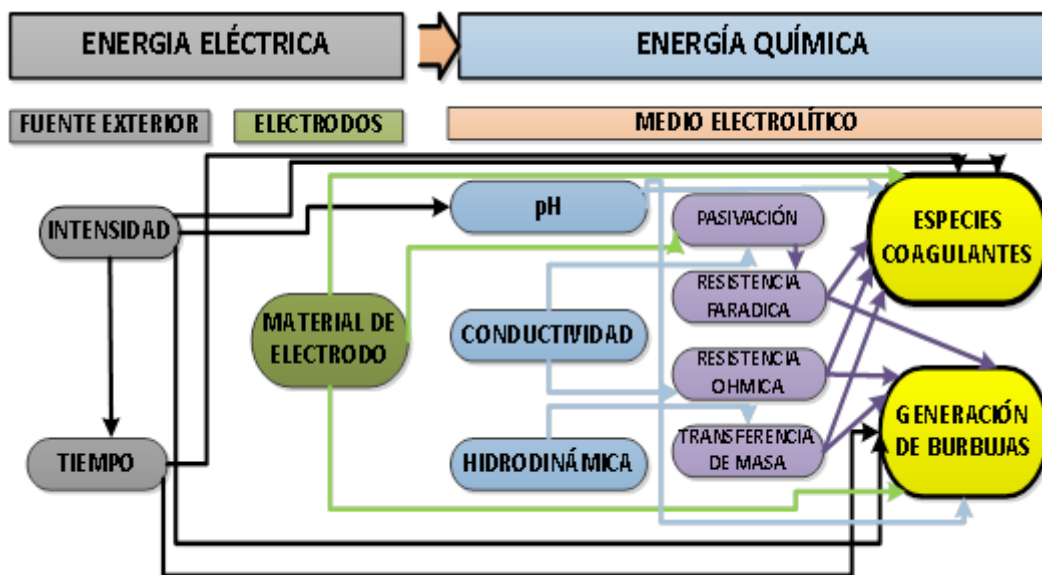 ENERGIA ELÉCTRICA
ENERGÍA QUÍMICA
FUENTE EXTERIOR
ELECTRODOS
MEDIO ELECTROLÍTICO
INTENSIDAD
pH
PASIVACIÓN
ESPECIES
COAGULANTES
RESISTENCIA
FARADICA
MATERIAL DE
ELECTRODO
CONDUCTIVIDAD
RESISTENCIA
OHMICA
GENERACIÓN
DE BURBUJAS
TIEMPO
HIDRODINÁMICA
TRANSFERENCIA
DE MASA